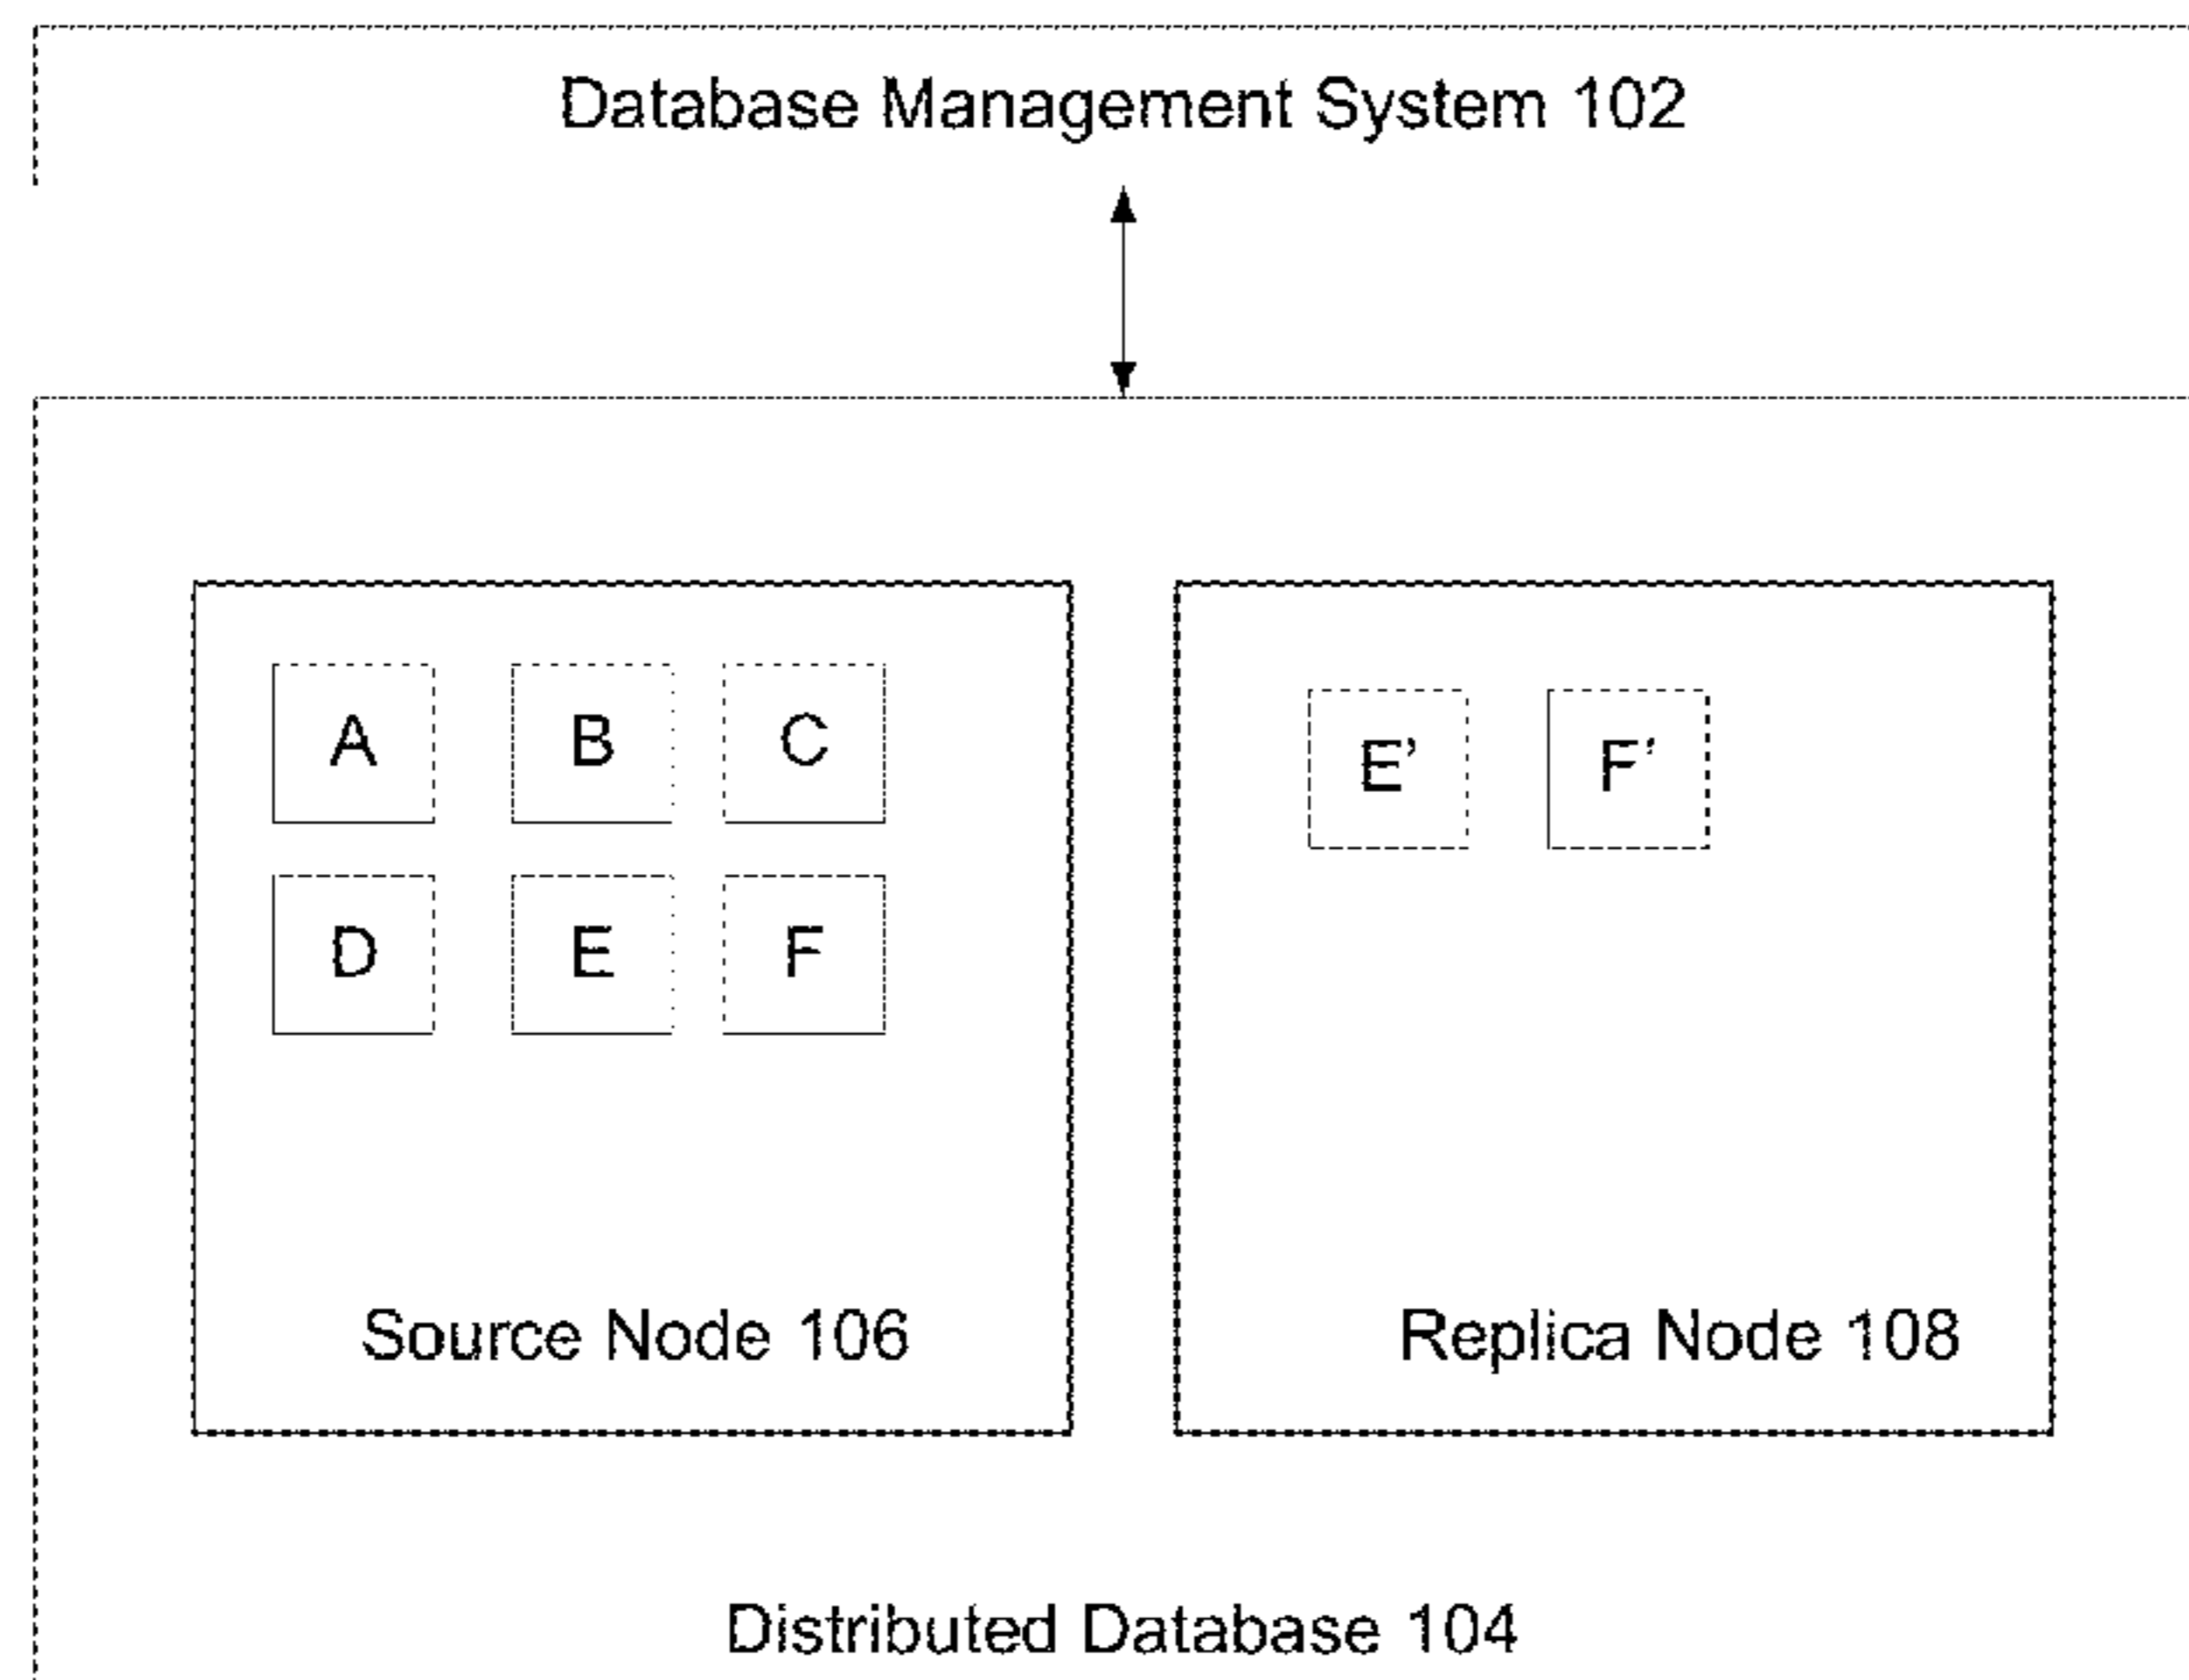 Database Management System 102
A B C
E’ F’
D E F
Source Node 106
Replica Node 108
Distributed Database 104